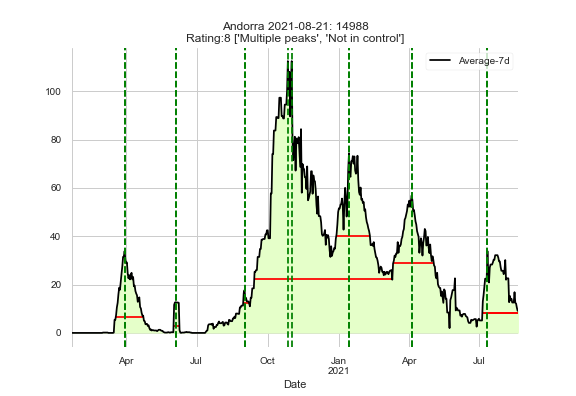 Andorra 2021-08-21: 14988
Rating:8 ['Multiple peaks', 'Not in control']
Average-7d
100
80
60
40
20
0
Apr Jul Oct Jan Apr Jul
2021
Date